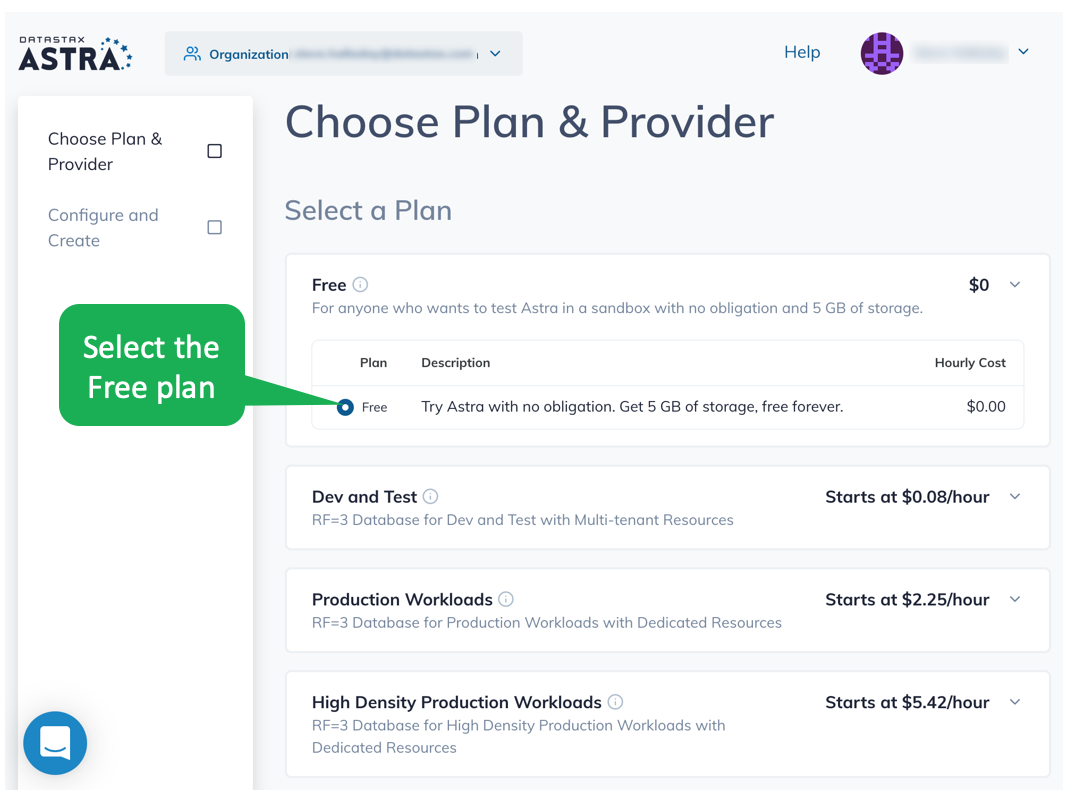 DATASTAX
ASTRA
Organization
Help
Choose Plan &
Provider
Configure and
Create
Choose Plan & Provider
Select a Plan
Free
$0
For anyone who wants to test Astra in a sandbox with no obligation and 5 GB of storage.
Plan Description Hourly Cost
Free Try Astra with no obligation. Get 5 GB of storage, free forever. $0.00
Select the
Free plan
Dev and Test
Starts at $0.08/hour
RF=3 Database for Dev and Test with Multi-tenant Resources
Production Workloads
Starts at $2.25/hour
RF=3 Database for Production Workloads with Dedicated Resources
High Density Production Workloads
Starts at $5.42/hour
RF=3 Database for High Density Production Workloads with
Dedicated Resources